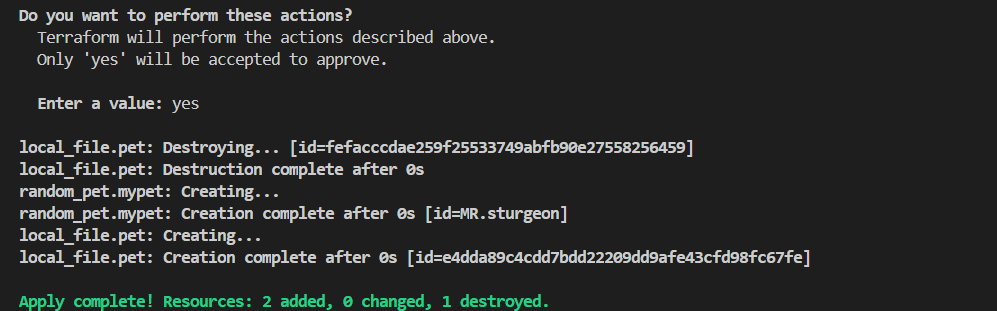 Do you want to perform these actions?
Terraform will perform the actions described above.
Only 'yes' will be accepted to approve.
Enter a value: yes
local_file.pet: Destroying... [id=fefacccdae259f25533749abfb90e27558256459]
local_file.pet: Destruction complete after 0s
random_pet.mypet: Creating...
random_pet.mypet: Creation complete after 0s [id=MR.sturgeon]
local_file.pet: Creating...
local_file.pet: Creation complete after 0s [id=e4dda89c4cdd7bdd22209dd9afe43cfd98fc67fe]
Apply complete! Resources: 2 added, 0 changed, 1 destroyed.